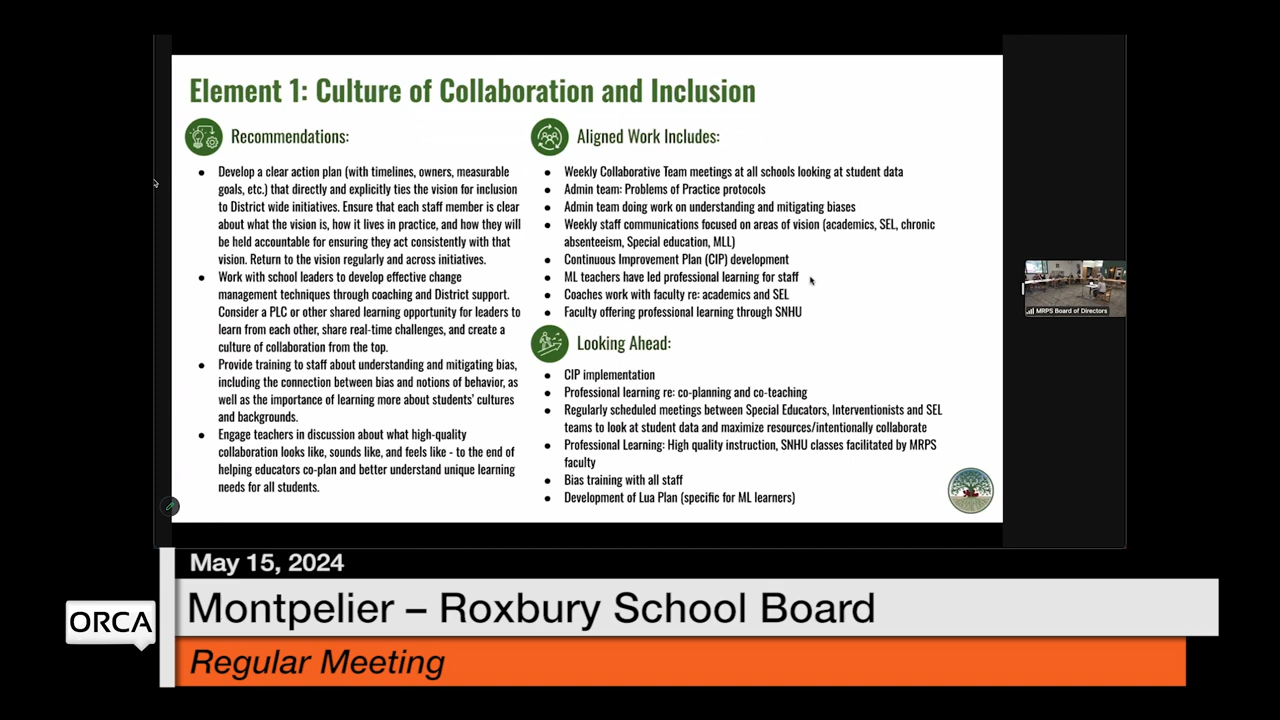 Element 1: Culture of Collaboration and Inclusion
Recommendations:
● Develop a clear action plan (with timelines, owners, measurable
goals, etc.) that directly and explicitly ties the vision for inclusion
to District wide initiatives. Ensure that each staff member is clear
about what the vision is, how it lives in practice, and how they will
be held accountable for ensuring they act consistently with that
vision. Return to the vision regularly and across initiatives.
● Work with school leaders to develop effective change
management techniques through coaching and District support.
Consider a PLC or other shared learning opportunity for leaders to
learn from each other, share real-time challenges, and create a
culture of collaboration from the top.
● Provide training to staff about understanding and mitigating bias,
including the connection between bias and notions of behavior, as
well as the importance of learning more about students' cultures
and backgrounds.
● Engage teachers in discussion about what high-quality
collaboration looks like, sounds like, and feels like - to the end of
helping educators co-plan and better understand unique learning
needs for all students.
Aligned Work Includes:
● Weekly Collaborative Team meetings at all schools looking at student data
● Admin team: Problems of Practice protocols
● Admin team doing work on understanding and mitigating biases
● Weekly staff communications focused on areas of vision (academics, SEL, chronic
absenteeism, Special education, MLL)
● Continuous Improvement Plan (CIP) development
● ML teachers have led professional learning for staff
● Coaches work with faculty re: academics and SEL
● Faculty offering professional learning through SNHU
Looking Ahead:
● CIP implementation
● Professional learning re: co-planning and co-teaching
● Regularly scheduled meetings between Special Educators, Interventionists and SEL
teams to look at student data and maximize resources/intentionally collaborate
● Professional Learning: High quality instruction, SNHU classes facilitated by MRPS
faculty
● Bias training with all staff
● Development of Lua Plan (specific for ML learners)
MRPS Board of Directors
May 15, 2024
ORCA
Montpelier – Roxbury School Board
Regular Meeting